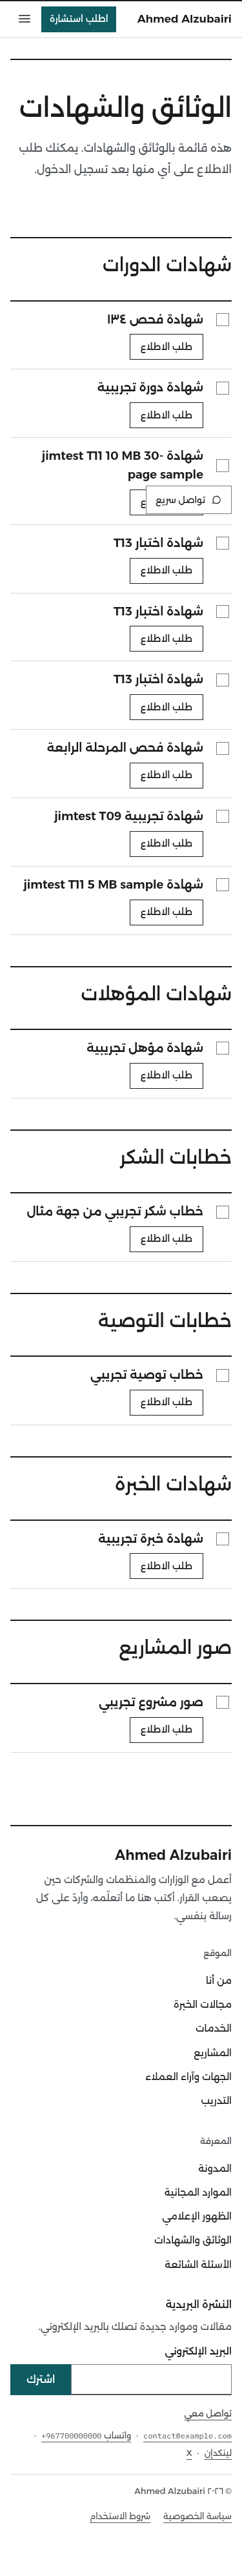 Ahmed Alzubairi
اطلب استشارة
الوثائق والشهادات
هذه قائمة بالوثائق والشهادات. يمكنك طلب
الاطلاع على أي منها بعد تسجيل الدخول.
شهادات الدورات
شهادة فحص ١٣٤
طلب الاطلاع
شهادة دورة تجريبية
طلب الاطلاع
شهادة jimtest T11 10 MB 30-
page sample
تواصل سريع
شهادة اختبار T13
طلب الاطلاع
شهادة اختبار T13
طلب الاطلاع
شهادة اختبار T13
طلب الاطلاع
شهادة فحص المرحلة الرابعة
طلب الاطلاع
شهادة تجريبية jimtest T09
طلب الاطلاع
شهادة jimtest T11 5 MB sample
طلب الاطلاع
شهادات المؤهلات
شهادة مؤهل تجريبية
طلب الاطلاع
خطابات الشكر
خطاب شكر تجريبي من جهة مثال
طلب الاطلاع
خطابات التوصية
خطاب توصية تجريبي
طلب الاطلاع
شهادات الخبرة
شهادة خبرة تجريبية
طلب الاطلاع
صور المشاريع
صور مشروع تجريبي
طلب الاطلاع
Ahmed Alzubairi
أعمل مع الوزارات والمنظمات والشركات حين
يصعب القرار. أكتب هنا ما أتعلّمه، وأردّ على كل
رسالة بنفسي.
الموقع
من أنا
مجالات الخبرة
الخدمات
المشاريع
الجهات وآراء العملاء
التدريب
المعرفة
المدونة
الموارد المجانية
الظهور الإعلامي
الوثائق والشهادات
الأسئلة الشائعة
النشرة البريدية
مقالات وموارد جديدة تصلك بالبريد الإلكتروني.
البريد الإلكتروني
اشترك
تواصل معي
contact@example.com · واتساب +967700000000 ·
لينكدإن · X
© ٢٠٢٦ Ahmed Alzubairi
سياسة الخصوصية شروط الاستخدام